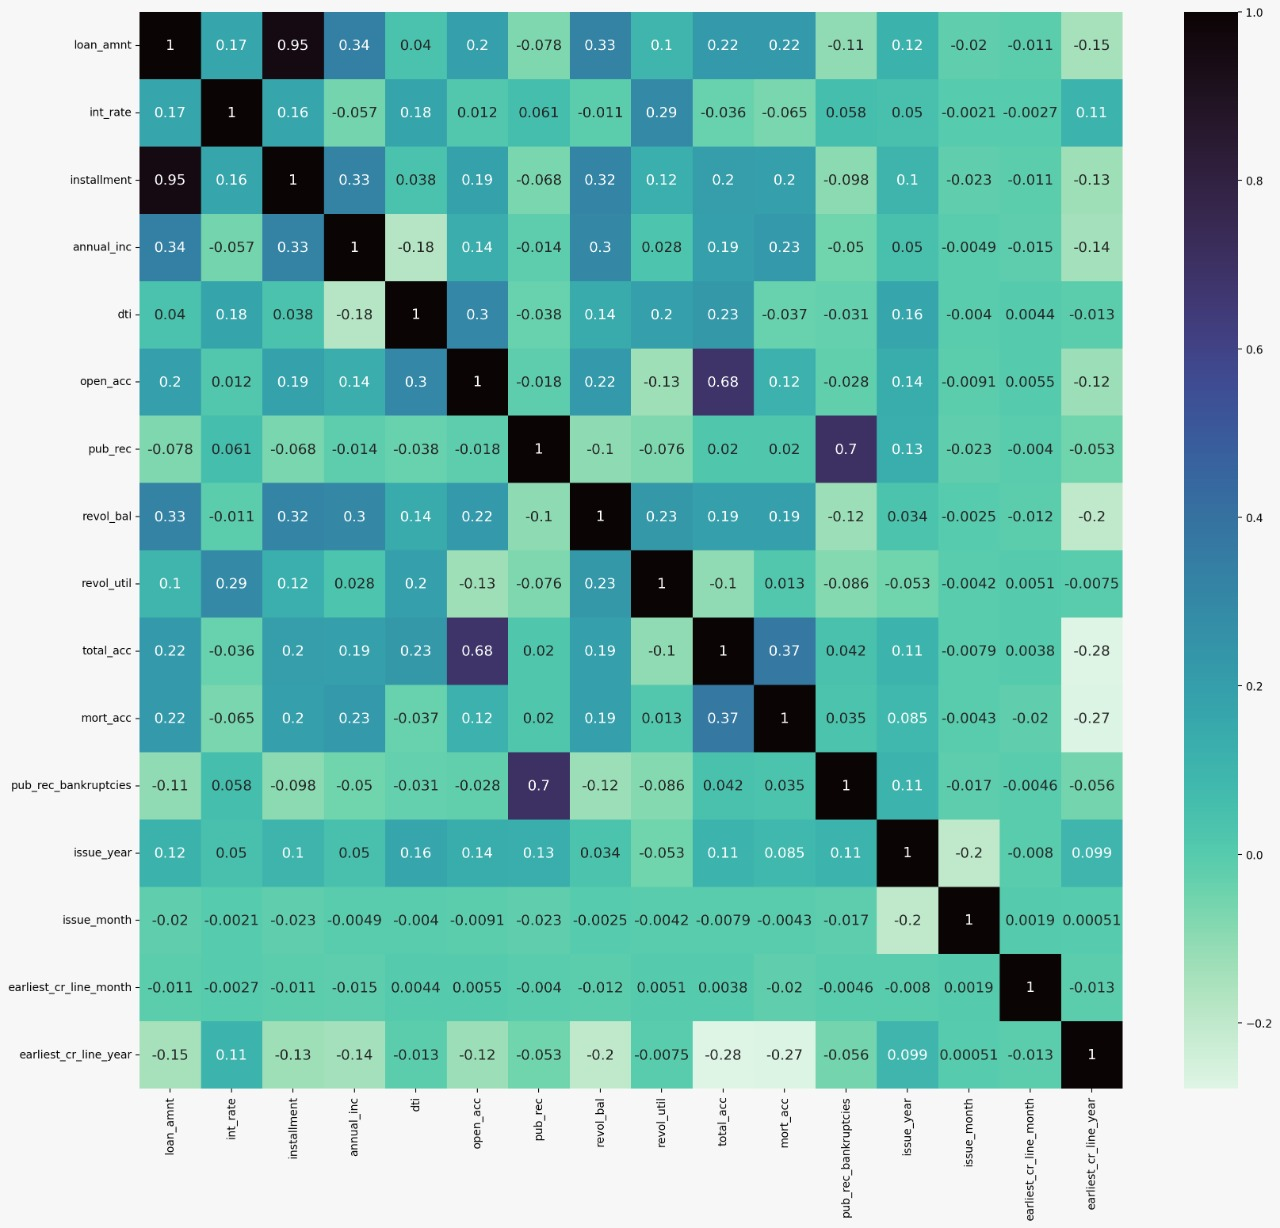 loan_amnt 1 0.17 0.95 0.34 0.04 0.2 -0.078 0.33 0.1 0.22 0.22 -0.11 0.12 -0.02 -0.011 -0.15
int_rate 0.17 1 0.16 -0.057 0.18 0.012 0.061 -0.011 0.29 -0.036 -0.065 0.058 0.05 -0.0021 -0.0027 0.11
installment 0.95 0.16 1 0.33 0.038 0.19 -0.068 0.32 0.12 0.2 0.2 -0.098 0.1 -0.023 -0.011 -0.13
annual_inc 0.34 -0.057 0.33 1 -0.18 0.14 -0.014 0.3 0.028 0.19 0.23 -0.05 0.05 -0.0049 -0.015 -0.14
dti 0.04 0.18 0.038 -0.18 1 0.3 -0.038 0.14 0.2 0.23 -0.037 -0.031 0.16 -0.004 0.0044 -0.013
open_acc 0.2 0.012 0.19 0.14 0.3 1 -0.018 0.22 -0.13 0.68 0.12 -0.028 0.14 -0.0091 0.0055 -0.12
pub_rec -0.078 0.061 -0.068 -0.014 -0.038 -0.018 1 -0.1 -0.076 0.02 0.02 0.7 0.13 -0.023 -0.004 -0.053
revol_bal 0.33 -0.011 0.32 0.3 0.14 0.22 -0.1 1 0.23 0.19 0.19 -0.12 0.034 -0.0025 -0.012 -0.2
revol_util 0.1 0.29 0.12 0.028 0.2 -0.13 -0.076 0.23 1 -0.1 0.013 -0.086 -0.053 -0.0042 0.0051 -0.0075
total_acc 0.22 -0.036 0.2 0.19 0.23 0.68 0.02 0.19 -0.1 1 0.37 0.042 0.11 -0.0079 0.0038 -0.28
mort_acc 0.22 -0.065 0.2 0.23 -0.037 0.12 0.02 0.19 0.013 0.37 1 0.035 0.085 -0.0043 -0.02 -0.27
pub_rec_bankruptcies -0.11 0.058 -0.098 -0.05 -0.031 -0.028 0.7 -0.12 -0.086 0.042 0.035 1 0.11 -0.017 -0.0046 -0.056
issue_year 0.12 0.05 0.1 0.05 0.16 0.14 0.13 0.034 -0.053 0.11 0.085 0.11 1 -0.2 -0.008 0.099
issue_month -0.02 -0.0021 -0.023 -0.0049 -0.004 -0.0091 -0.023 -0.0025 -0.0042 -0.0079 -0.0043 -0.017 -0.2 1 0.0019 0.00051
earliest_cr_line_month -0.011 -0.0027 -0.011 -0.015 0.0044 0.0055 -0.004 -0.012 0.0051 0.0038 -0.02 -0.0046 -0.008 0.0019 1 -0.013
earliest_cr_line_year -0.15 0.11 -0.13 -0.14 -0.013 -0.12 -0.053 -0.2 -0.0075 -0.28 -0.27 -0.056 0.099 0.00051 -0.013 1
loan_amnt
int_rate
installment
annual_inc
dti
open_acc
pub_rec
revol_bal
revol_util
total_acc
mort_acc
pub_rec_bankruptcies
issue_year
issue_month
earliest_cr_line_month
earliest_cr_line_year
1.0
0.8
0.6
0.4
0.2
0.0
−0.2